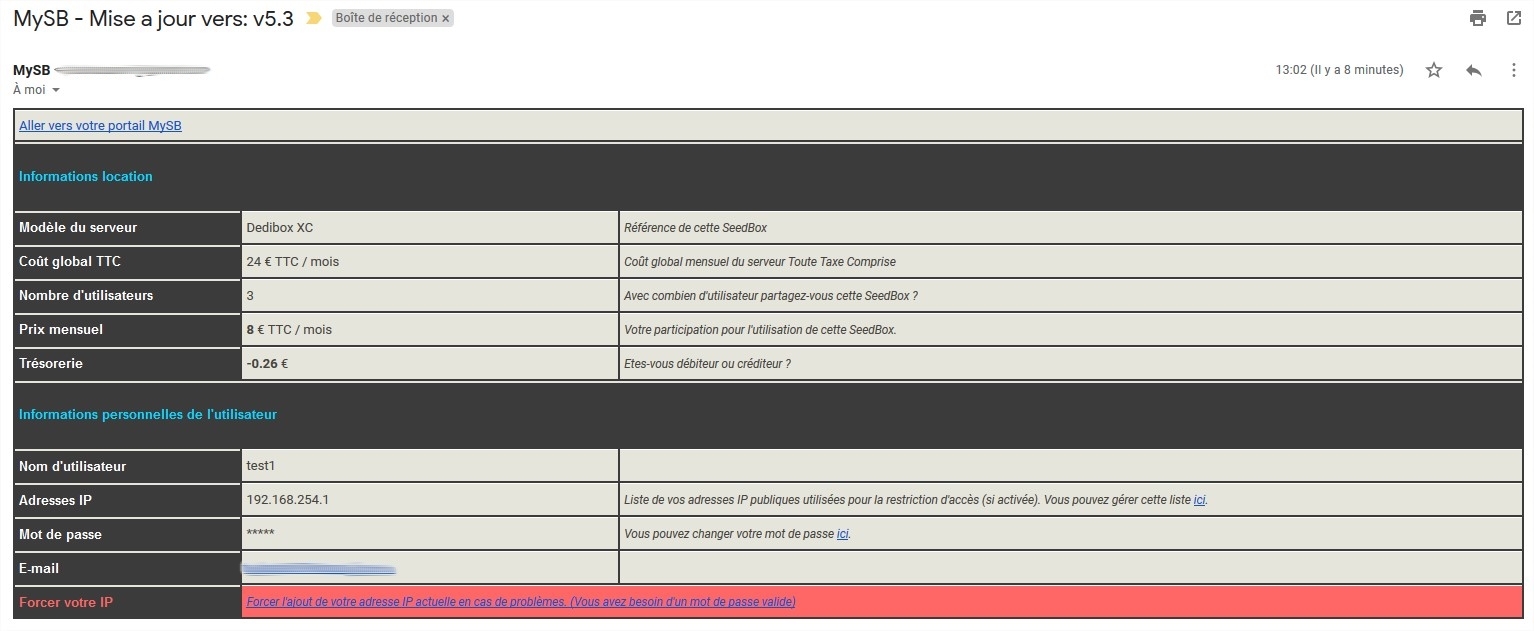 MySB - Mise a jour vers: v5.3 Boîte de réception ×
MySB 13:02 (Il y a 8 minutes)
À moi
Aller vers votre portail MySB
Informations location
Modèle du serveur Dedibox XC Référence de cette SeedBox
Coût global TTC 24 € TTC / mois Coût global mensuel du serveur Toute Taxe Comprise
Nombre d'utilisateurs 3 Avec combien d'utilisateur partagez-vous cette SeedBox ?
Prix mensuel 8 € TTC / mois Votre participation pour l'utilisation de cette SeedBox.
Trésorerie -0.26 € Etes-vous débiteur ou créditeur ?
Informations personnelles de l'utilisateur
Nom d'utilisateur test1
Adresses IP 192.168.254.1 Liste de vos adresses IP publiques utilisées pour la restriction d'accès (si activée). Vous pouvez gérer cette liste ici.
Mot de passe ***** Vous pouvez changer votre mot de passe ici.
E-mail
Forcer votre IP Forcer l'ajout de votre adresse IP actuelle en cas de problèmes. (Vous avez besoin d'un mot de passe valide)